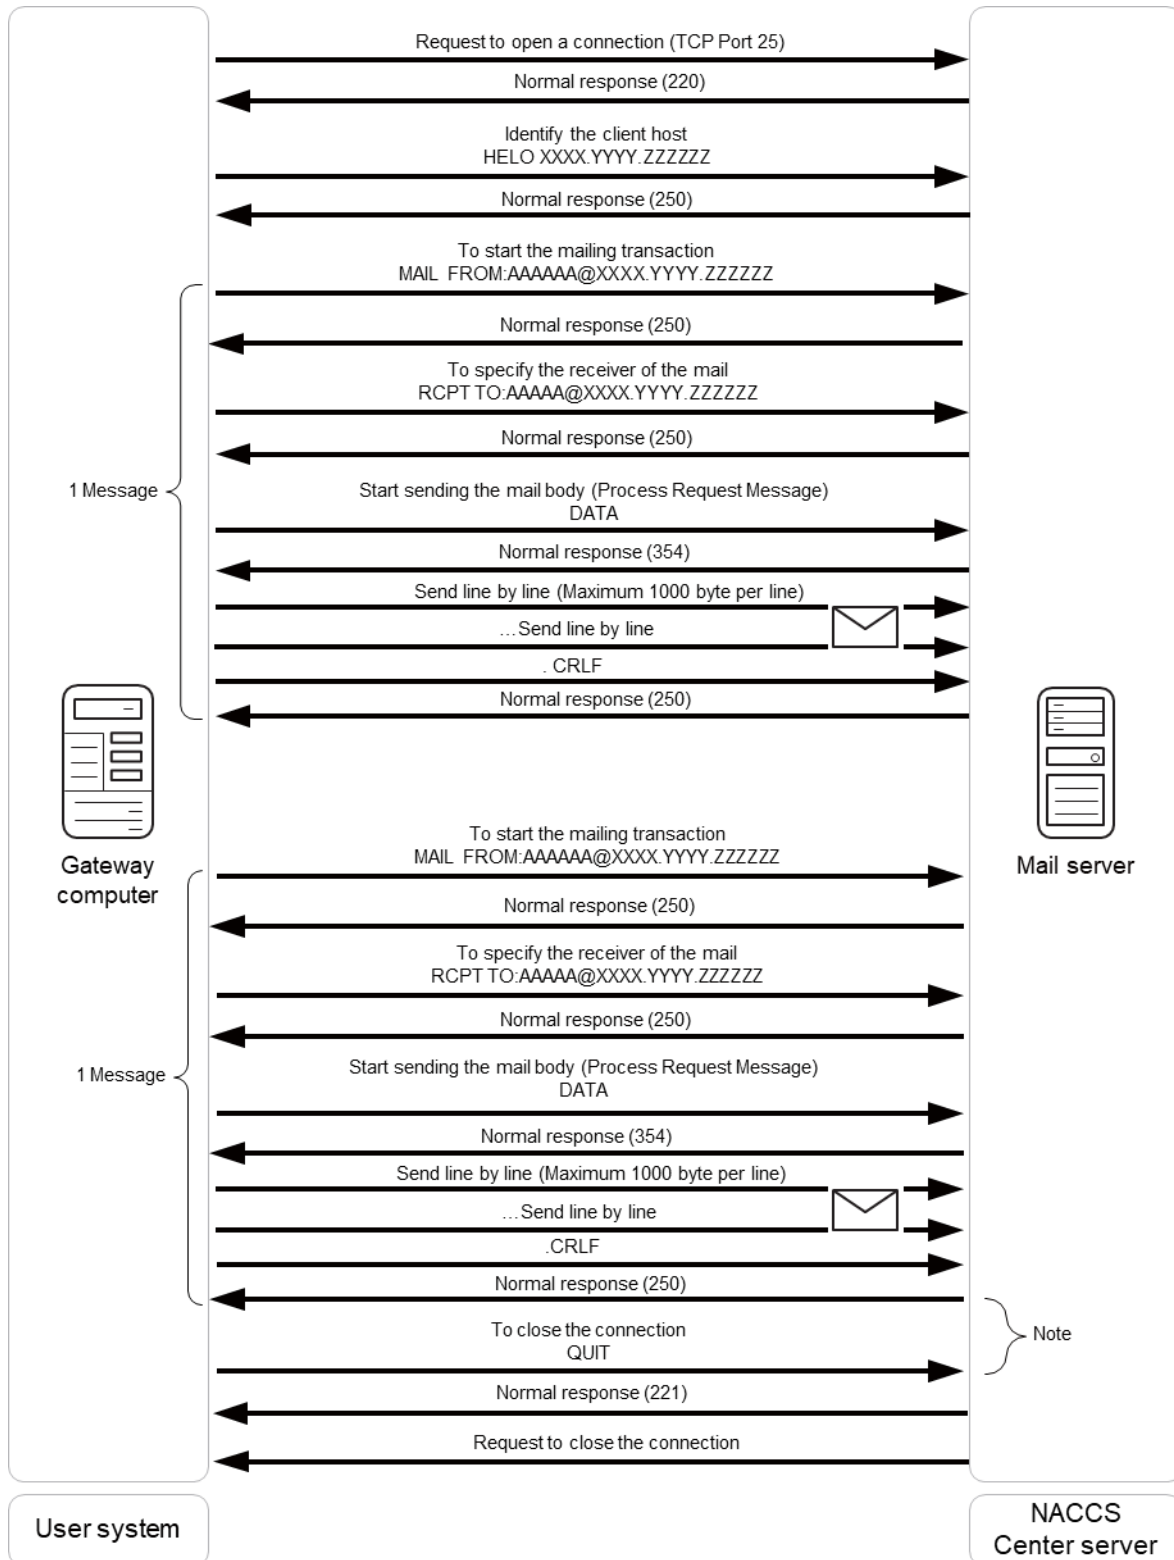 Request to open a connection (TCP Port 25)
Normal response (220)
Identify the client host
HELO XXXX.YYYY.ZZZZZZ
Normal response (250)
To start the mailing transaction
MAIL FROM:AAAAAA@XXXX.YYYY.ZZZZZZ
Normal response (250)
To specify the receiver of the mail
RCPT TO:AAAAA@XXXX.YYYY.ZZZZZZ
Normal response (250)
1 Message
Start sending the mail body (Process Request Message)
DATA
Normal response (354)
Send line by line (Maximum 1000 byte per line)
…Send line by line
. CRLF
Normal response (250)
Gateway
computer
Mail server
To start the mailing transaction
MAIL FROM:AAAAAA@XXXX.YYYY.ZZZZZZ
Normal response (250)
To specify the receiver of the mail
RCPT TO:AAAAA@XXXX.YYYY.ZZZZZZ
Normal response (250)
1 Message
Start sending the mail body (Process Request Message)
DATA
Normal response (354)
Send line by line (Maximum 1000 byte per line)
…Send line by line
.CRLF
Normal response (250)
To close the connection
QUIT
Note
Normal response (221)
Request to close the connection
User system
NACCS
Center server